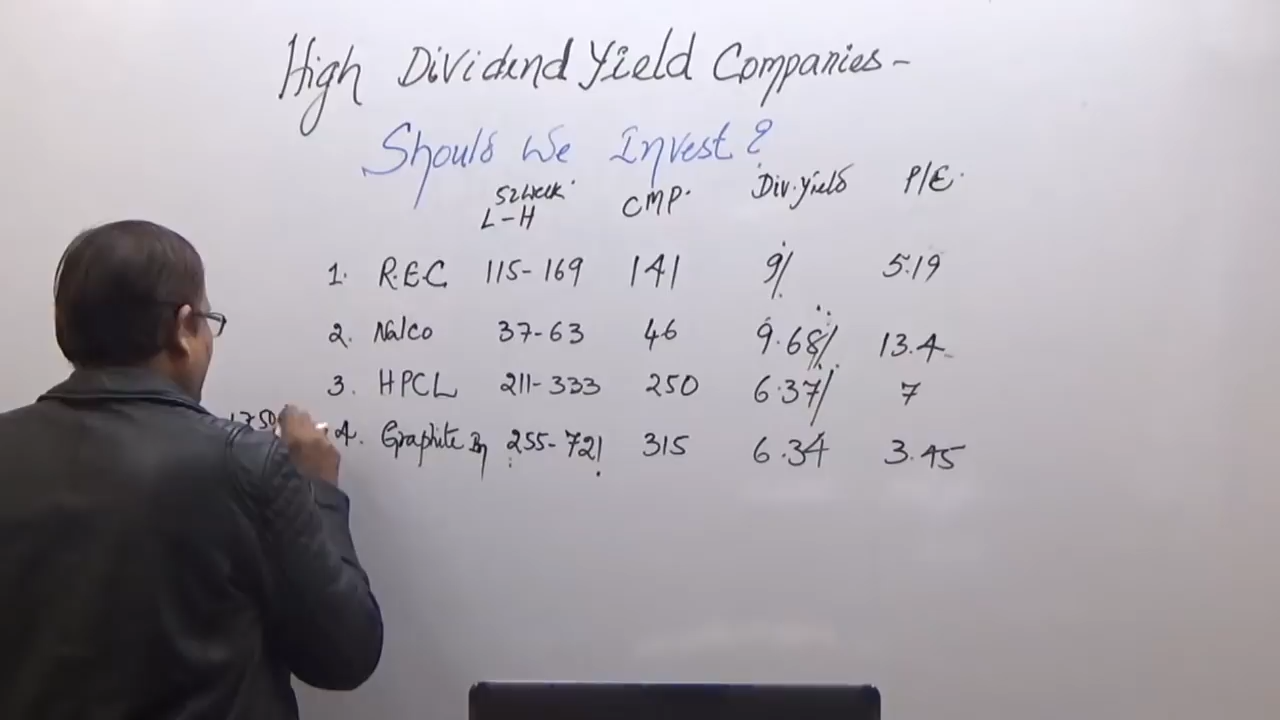 High Dividend Yield Companies -
Should We Invest?
52 Week L-H CMP. Div. Yield P/E.
1. R.E.C. 115-169 141 9% 5.19
2. Nalco 37-63 46 9.68% 13.4
3. HPCL 211-333 250 6.37% 7
4. Graphite 255-721 315 6.34 3.45